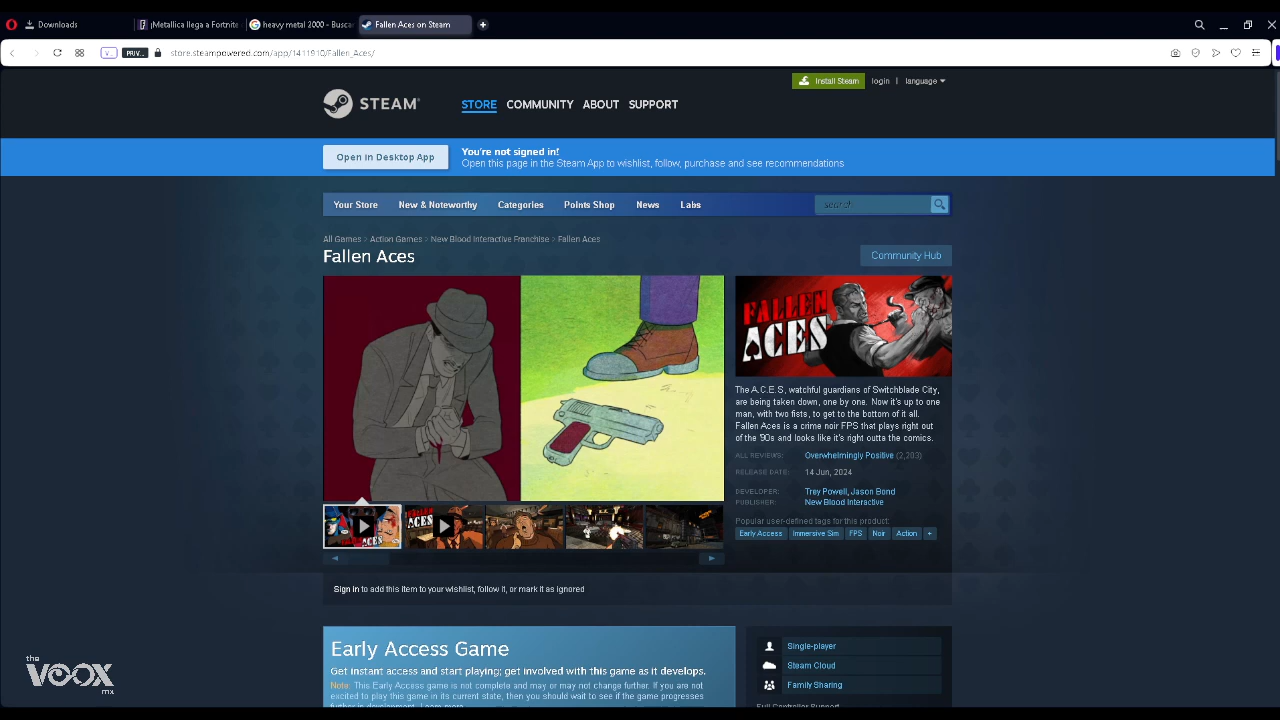 Downloads
¡Metallica llega a Fortnite
heavy metal 2000 - Busca
Fallen Aces on Steam
V...
PRIV...
store.steampowered.com/app/1411910/Fallen_Aces/
Install Steam
login | language
STEAM
STORE COMMUNITY ABOUT SUPPORT
Open in Desktop App
You're not signed in!
Open this page in the Steam App to wishlist, follow, purchase and see recommendations
Your Store New & Noteworthy Categories Points Shop News Labs
search
All Games > Action Games > New Blood Interactive Franchise > Fallen Aces
Fallen Aces
Community Hub
FALLEN
ACES
The A.C.E.S, watchful guardians of Switchblade City,
are being taken down, one by one. Now it's up to one
man, with two fists, to get to the bottom of it all.
Fallen Aces is a crime noir FPS that plays right out
of the '90s and looks like it's right outta the comics.
ALL REVIEWS: Overwhelmingly Positive (2,203)
RELEASE DATE: 14 Jun, 2024
DEVELOPER: Trey Powell, Jason Bond
PUBLISHER: New Blood Interactive
Popular user-defined tags for this product:
Early Access Immersive Sim FPS Noir Action +
Sign in to add this item to your wishlist, follow it, or mark it as ignored
Early Access Game
Get instant access and start playing; get involved with this game as it develops.
Note: This Early Access game is not complete and may or may not change further. If you are not
excited to play this game in its current state, then you should wait to see if the game progresses
further in development. Learn more
Single-player
Steam Cloud
Family Sharing
Full Controller Support
the
VEOX
mx